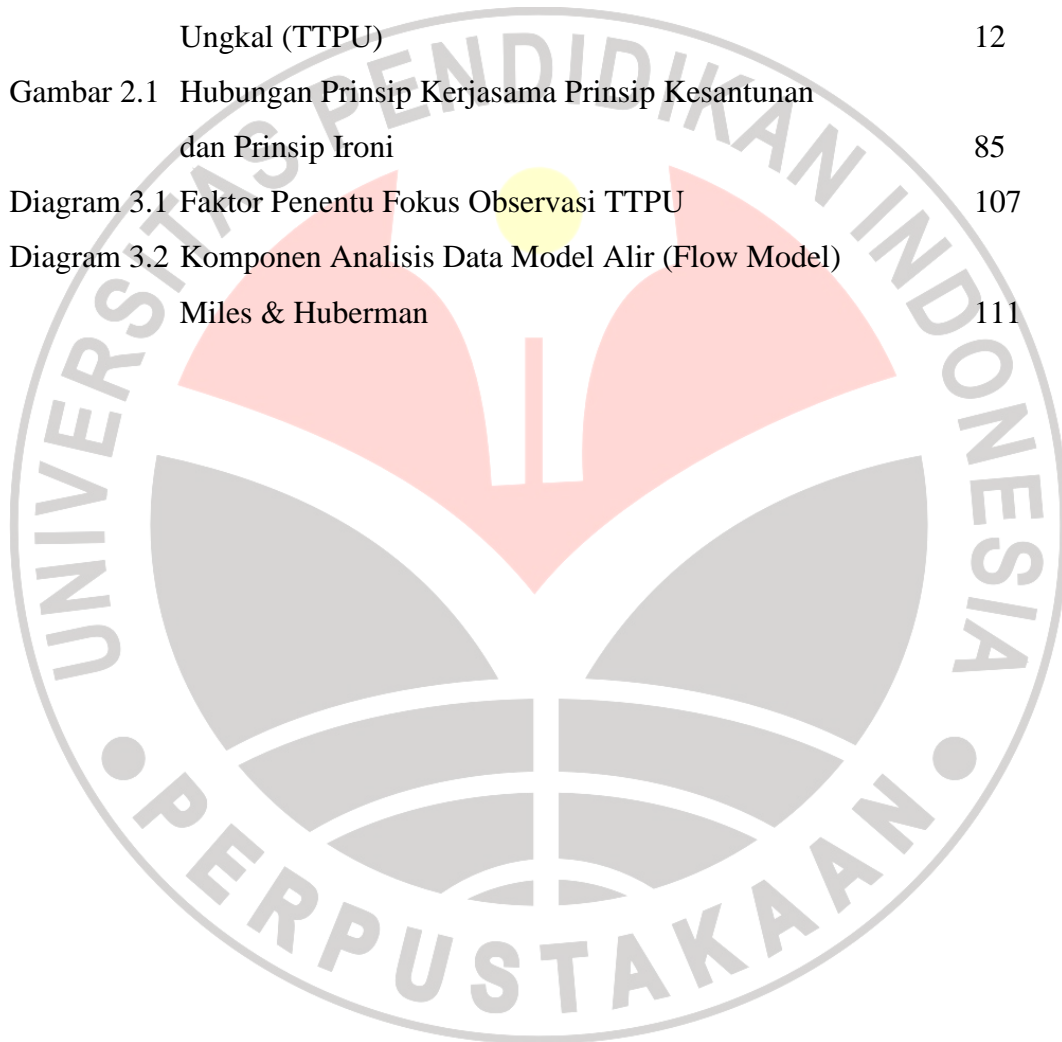 Ungkal (TTPU) 12
Gambar 2.1 Hubungan Prinsip Kerjasama Prinsip Kesantunan
dan Prinsip Ironi 85
Diagram 3.1 Faktor Penentu Fokus Observasi TTPU 107
Diagram 3.2 Komponen Analisis Data Model Alir (Flow Model)
Miles & Huberman 111
UNIVERSITAS PENDIDIKAN INDONESIA
PERPUSTAKAAN